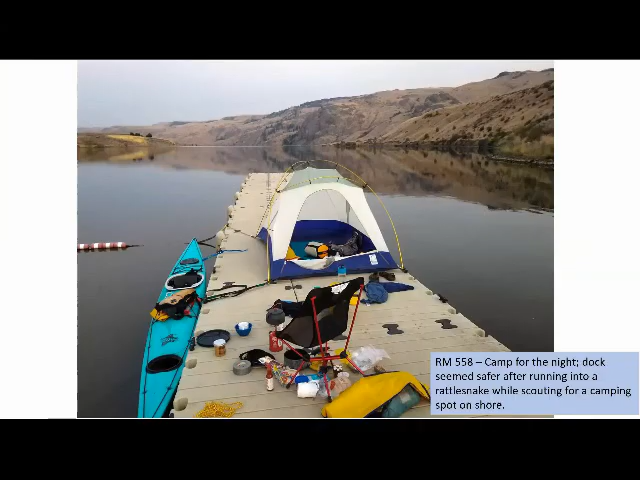 RM 558 – Camp for the night; dock
seemed safer after running into a
rattlesnake while scouting for a camping
spot on shore.